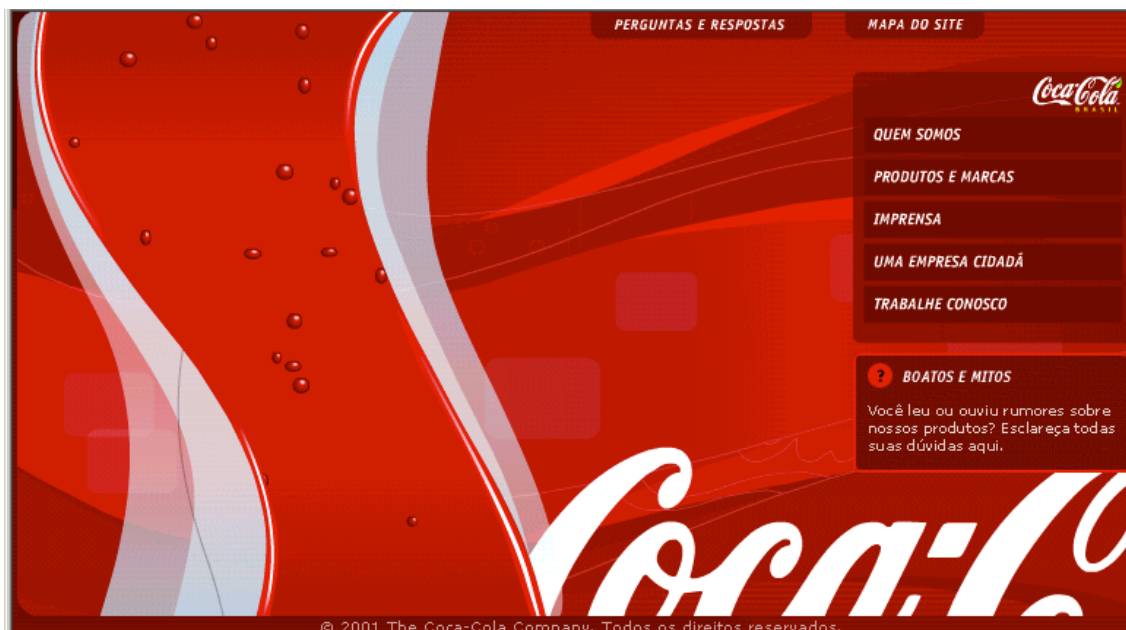 PERGUNTAS E RESPOSTAS
MAPA DO SITE
Coca-Cola
BRASIL
QUEM SOMOS
PRODUTOS E MARCAS
IMPRENSA
UMA EMPRESA CIDADÃ
TRABALHE CONOSCO
? BOATOS E MITOS
Você leu ou ouviu rumores sobre
nossos produtos? Esclareça todas
suas dúvidas aqui.
Coca-C
© 2001 The Coca-Cola Company. Todos os direitos reservados.